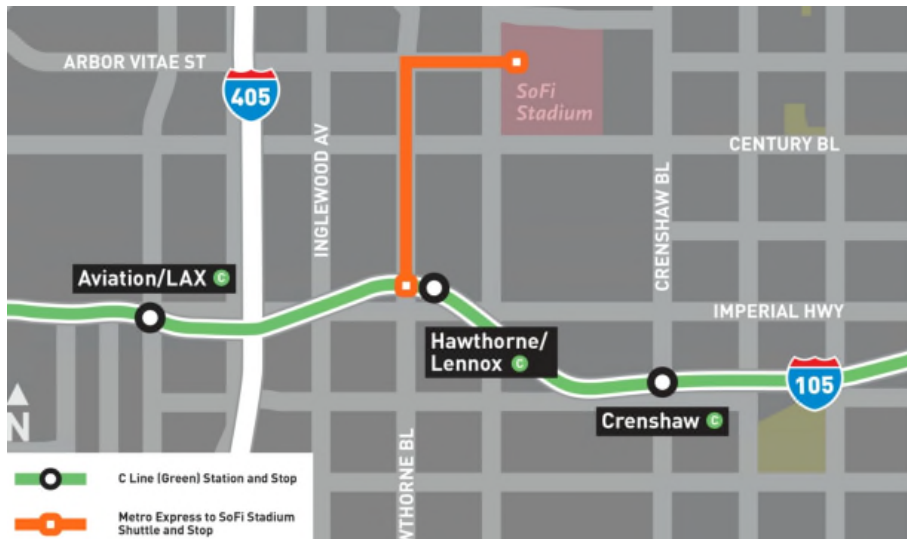 ARBOR VITAE ST
405
SoFi
Stadium
INGLEWOOD AV
CENTURY BL
CRENSHAW BL
Aviation/LAX C
IMPERIAL HWY
Hawthorne/
Lennox C
105
Crenshaw C
N
WTHORNE BL
C Line (Green) Station and Stop
Metro Express to SoFi Stadium
Shuttle and Stop